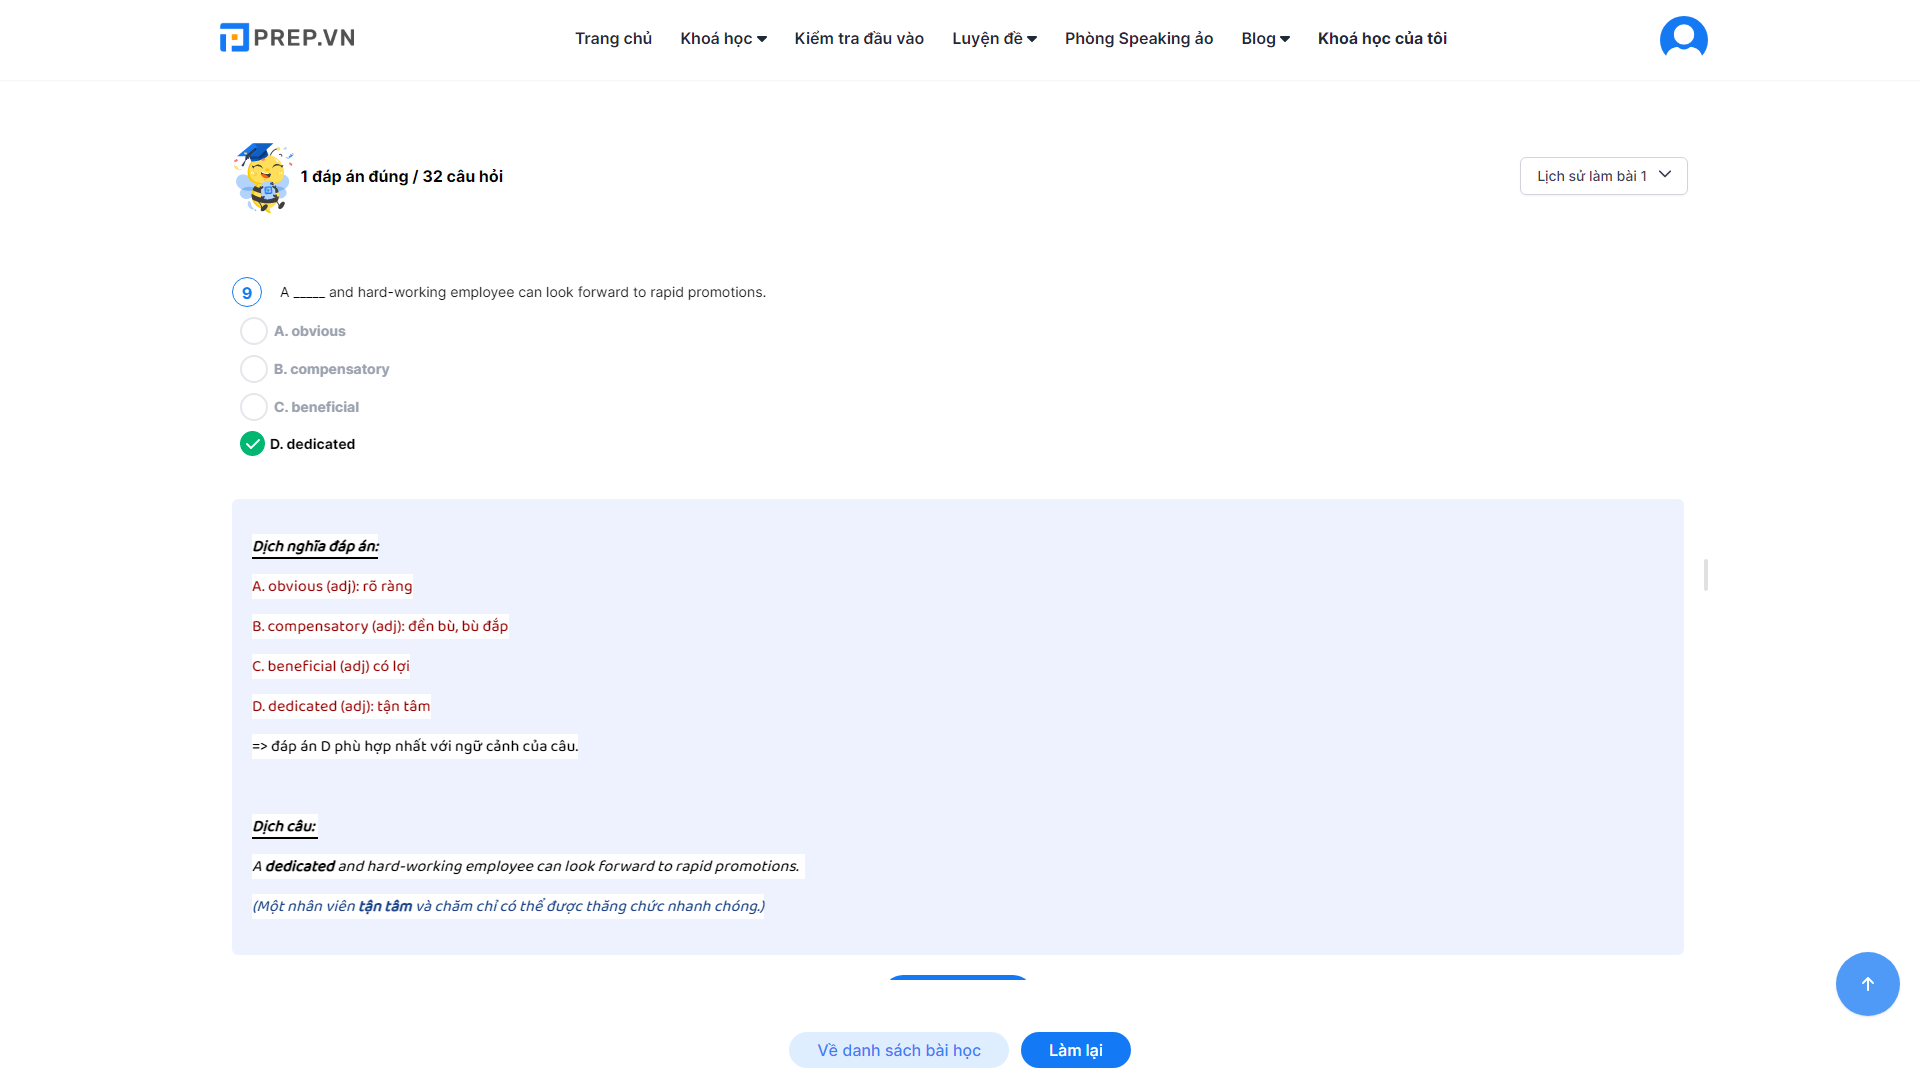 PREP.VN
Trang chủ Khoá học Kiểm tra đầu vào Luyện đề Phòng Speaking ảo Blog Khoá học của tôi
1 đáp án đúng / 32 câu hỏi
Lịch sử làm bài 1
9 A _____ and hard-working employee can look forward to rapid promotions.
A. obvious
B. compensatory
C. beneficial
D. dedicated
Dịch nghĩa đáp án:
A. obvious (adj): rõ ràng
B. compensatory (adj): đền bù, bù đắp
C. beneficial (adj) có lợi
D. dedicated (adj): tận tâm
=> đáp án D phù hợp nhất với ngữ cảnh của câu.
Dịch câu:
A dedicated and hard-working employee can look forward to rapid promotions.
(Một nhân viên tận tâm và chăm chỉ có thể được thăng chức nhanh chóng.)
Về danh sách bài học Làm lại